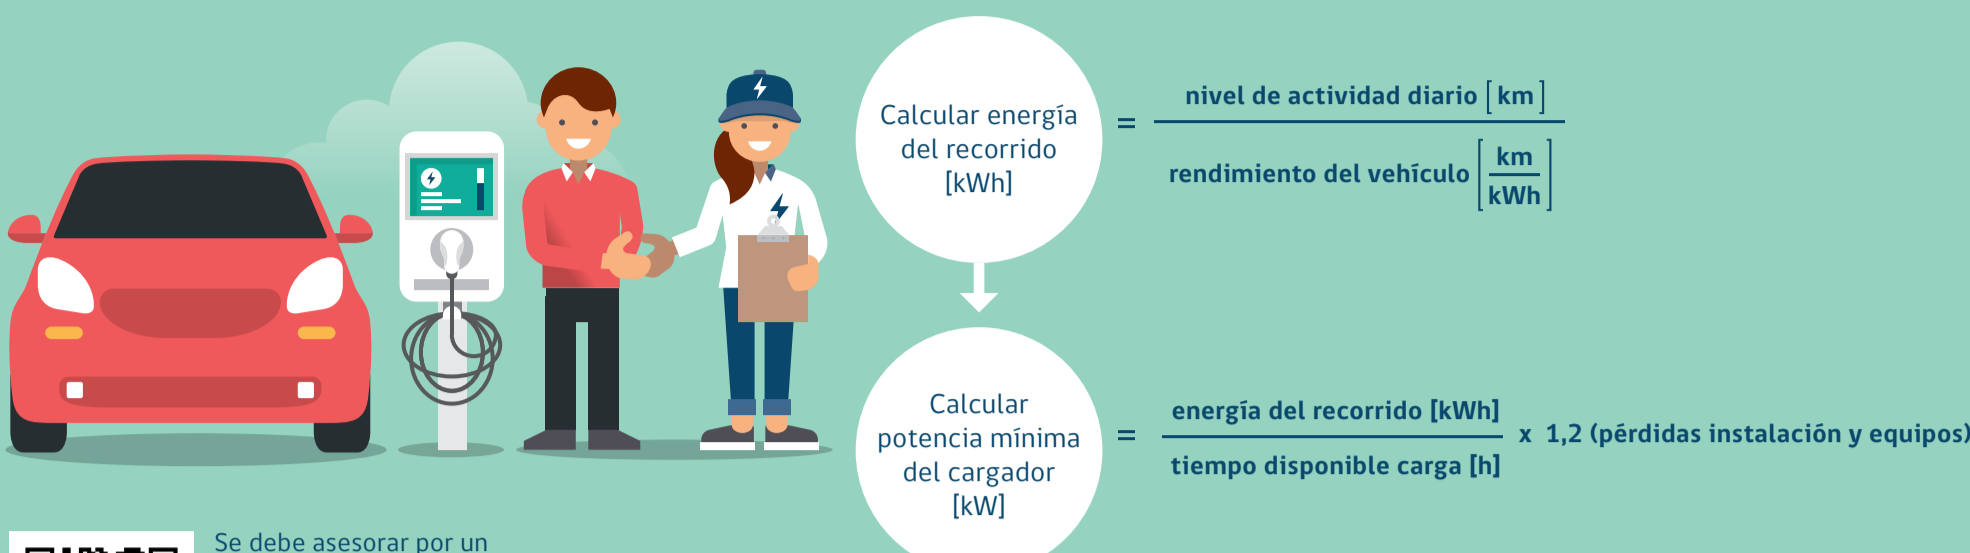 Calcular energía
del recorrido
[kWh]
=
nivel de actividad diario [km]
rendimiento del vehículo [km
kWh]
Calcular
potencia mínima
del cargador
[kW]
=
energía del recorrido [kWh]
tiempo disponible carga [h]
x 1,2 (pérdidas instalación y equipos)
Se debe asesorar por un